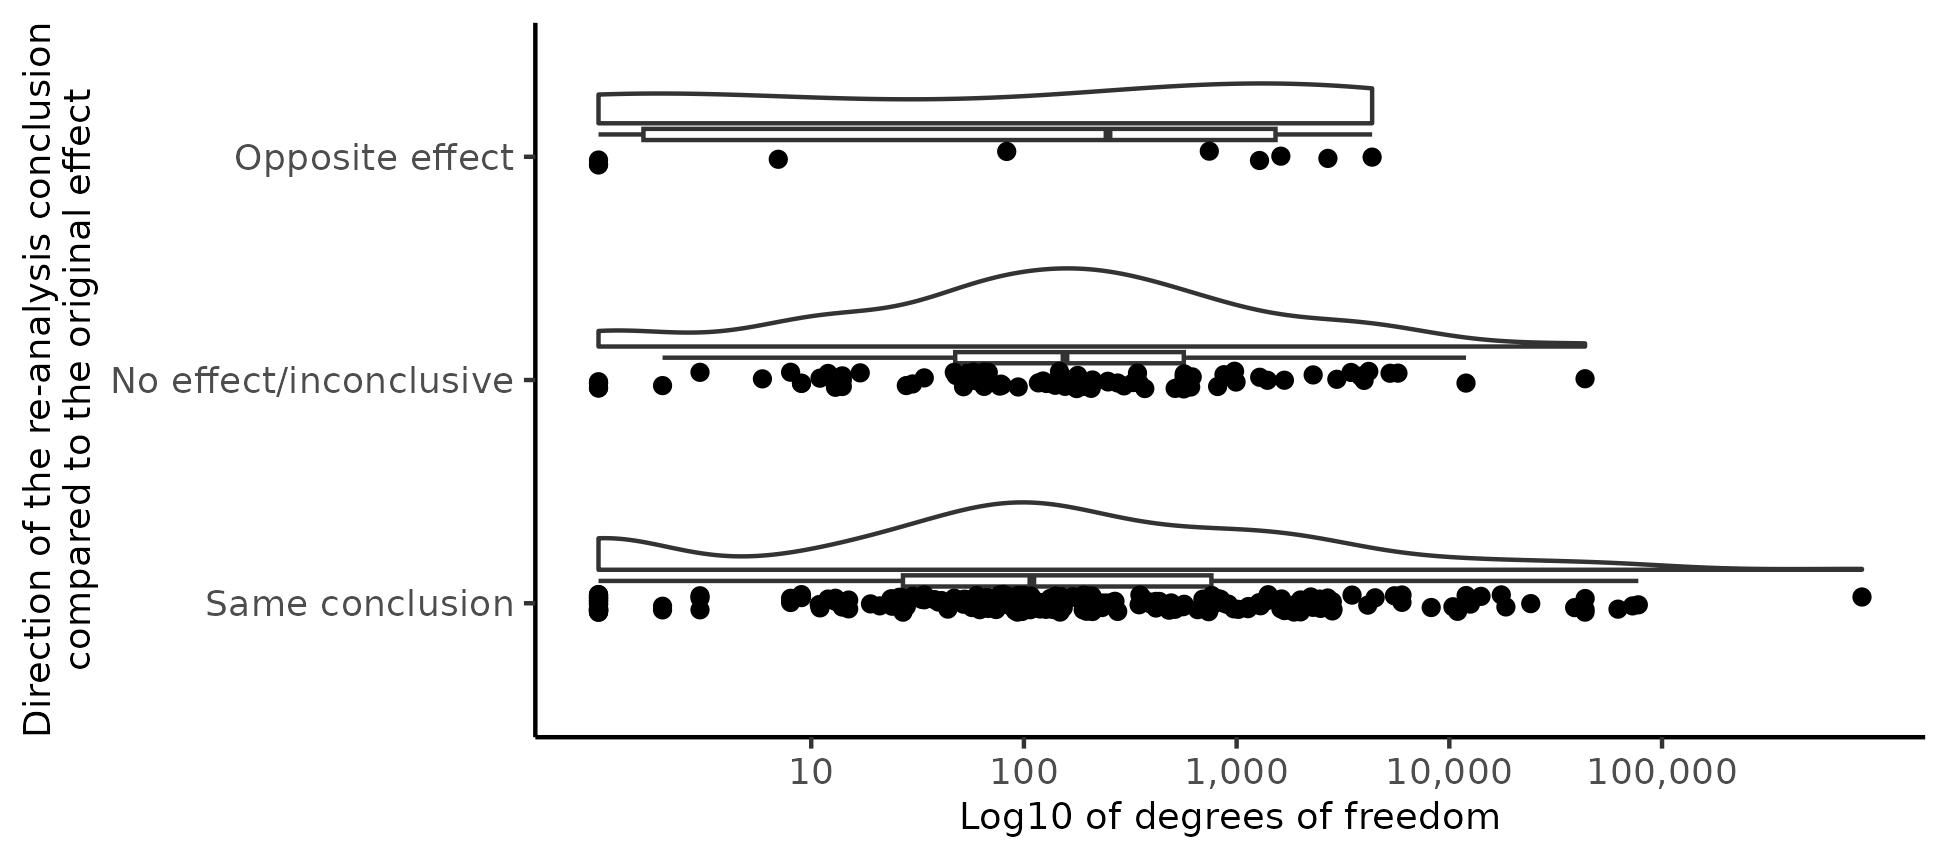 Direction of the re-analysis conclusion
compared to the original effect
Opposite effect
No effect/inconclusive
Same conclusion
10
100
1,000
10,000
100,000
Log10 of degrees of freedom